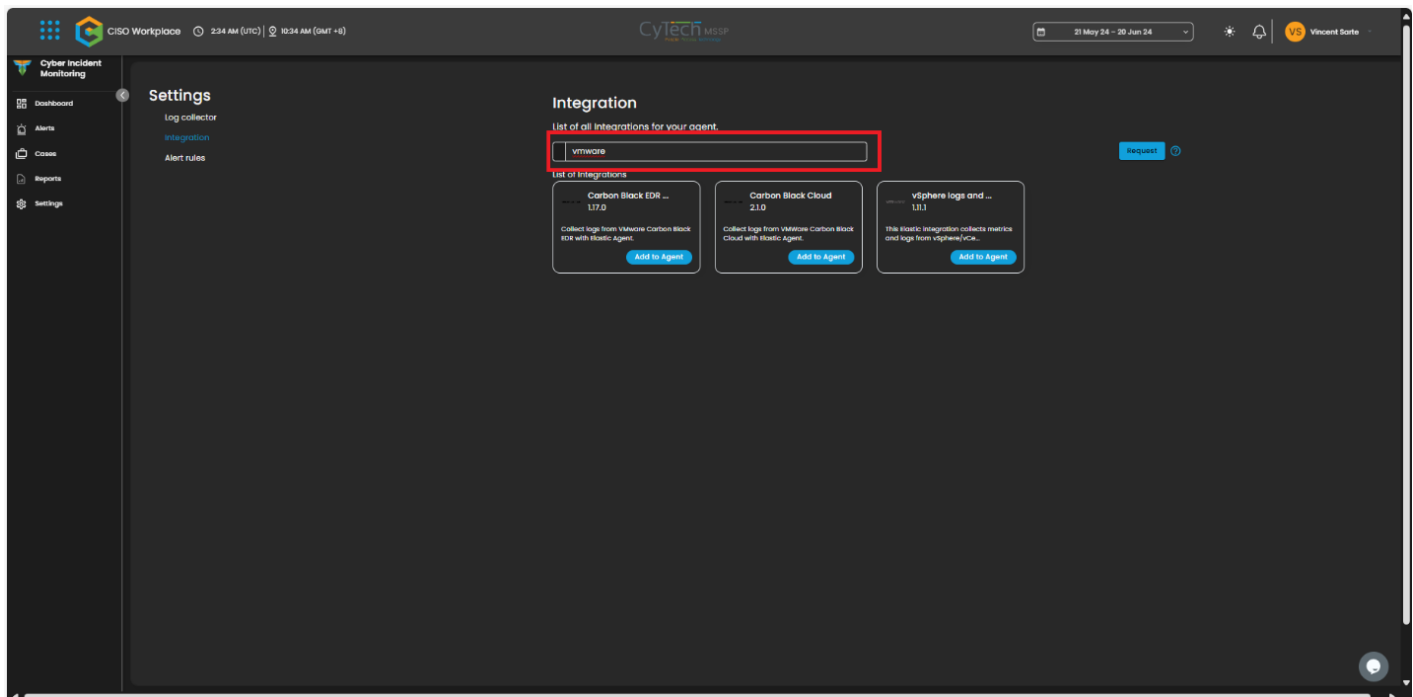 CISO Workplace 2:34 AM (UTC) 10:34 AM (GMT +8)
CyTech MSSP
21 May 24 - 20 Jun 24
VS Vincent Sarte
Cyber Incident
Monitoring
Dashboard
Alerts
Cases
Reports
Settings
Settings
Log collector
Integration
Alert rules
Integration
List of all Integrations for your agent.
vmware
Request
List of Integrations
Carbon Black EDR ...
1.17.0
Collect logs from VMWare Carbon Black
EDR with Elastic Agent.
Add to Agent
Carbon Black Cloud
2.1.0
Collect logs from VMWare Carbon Black
Cloud with Elastic Agent.
Add to Agent
vSphere logs and ...
1.11.1
This Elastic Integration collects metrics
and logs from vSphere/vCe...
Add to Agent